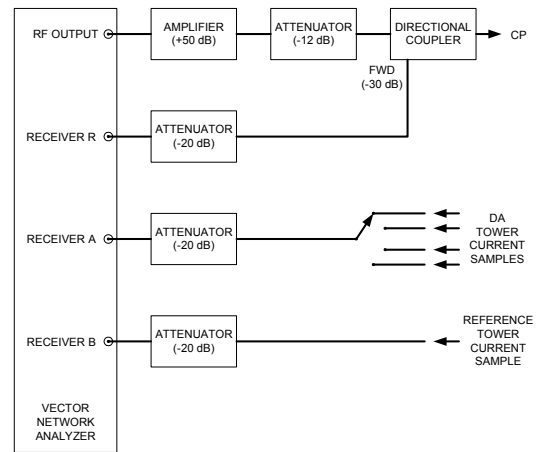 RF OUTPUT
AMPLIFIER
(+50 dB)
ATTENUATOR
(-12 dB)
DIRECTIONAL
COUPLER
CP
FWD
(-30 dB)
RECEIVER R
ATTENUATOR
(-20 dB)
RECEIVER A
ATTENUATOR
(-20 dB)
DA
TOWER
CURRENT
SAMPLES
RECEIVER B
ATTENUATOR
(-20 dB)
REFERENCE
TOWER
CURRENT
SAMPLE
VECTOR
NETWORK
ANALYZER